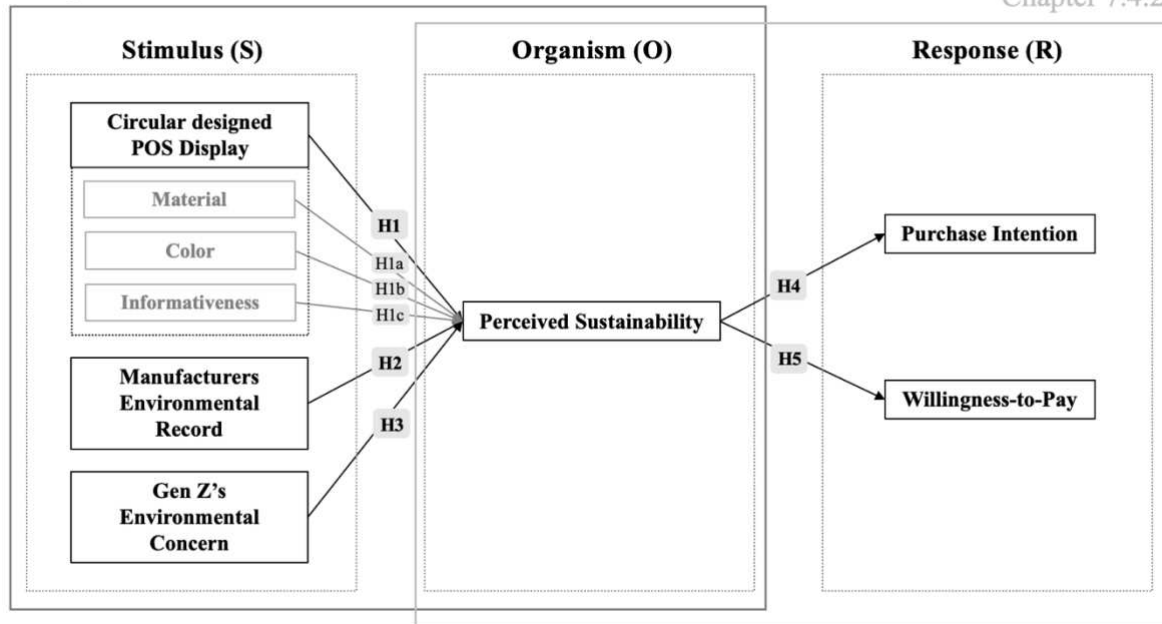 Chapter 7.4.2
Stimulus (S)
Organism (O)
Response (R)
Circular designed
POS Display
Material
Color
Informativeness
Manufacturers
Environmental
Record
Gen Z's
Environmental
Concern
H1
H1a
H1b
H1c
H2
H3
Perceived Sustainability
H4
H5
Purchase Intention
Willingness-to-Pay